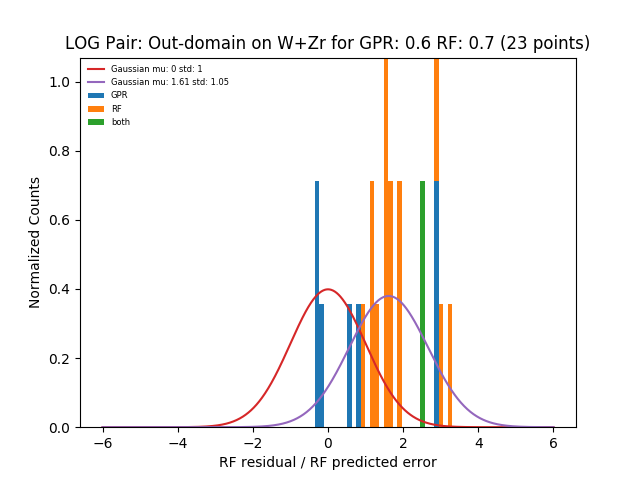 LOG Pair: Out-domain on W+Zr for GPR: 0.6 RF: 0.7 (23 points)
Gaussian mu: 0 std: 1
Gaussian mu: 1.61 std: 1.05
GPR
RF
both
Normalized Counts
1.0
0.8
0.6
0.4
0.2
0.0
−6 −4 −2 0 2 4 6
RF residual / RF predicted error